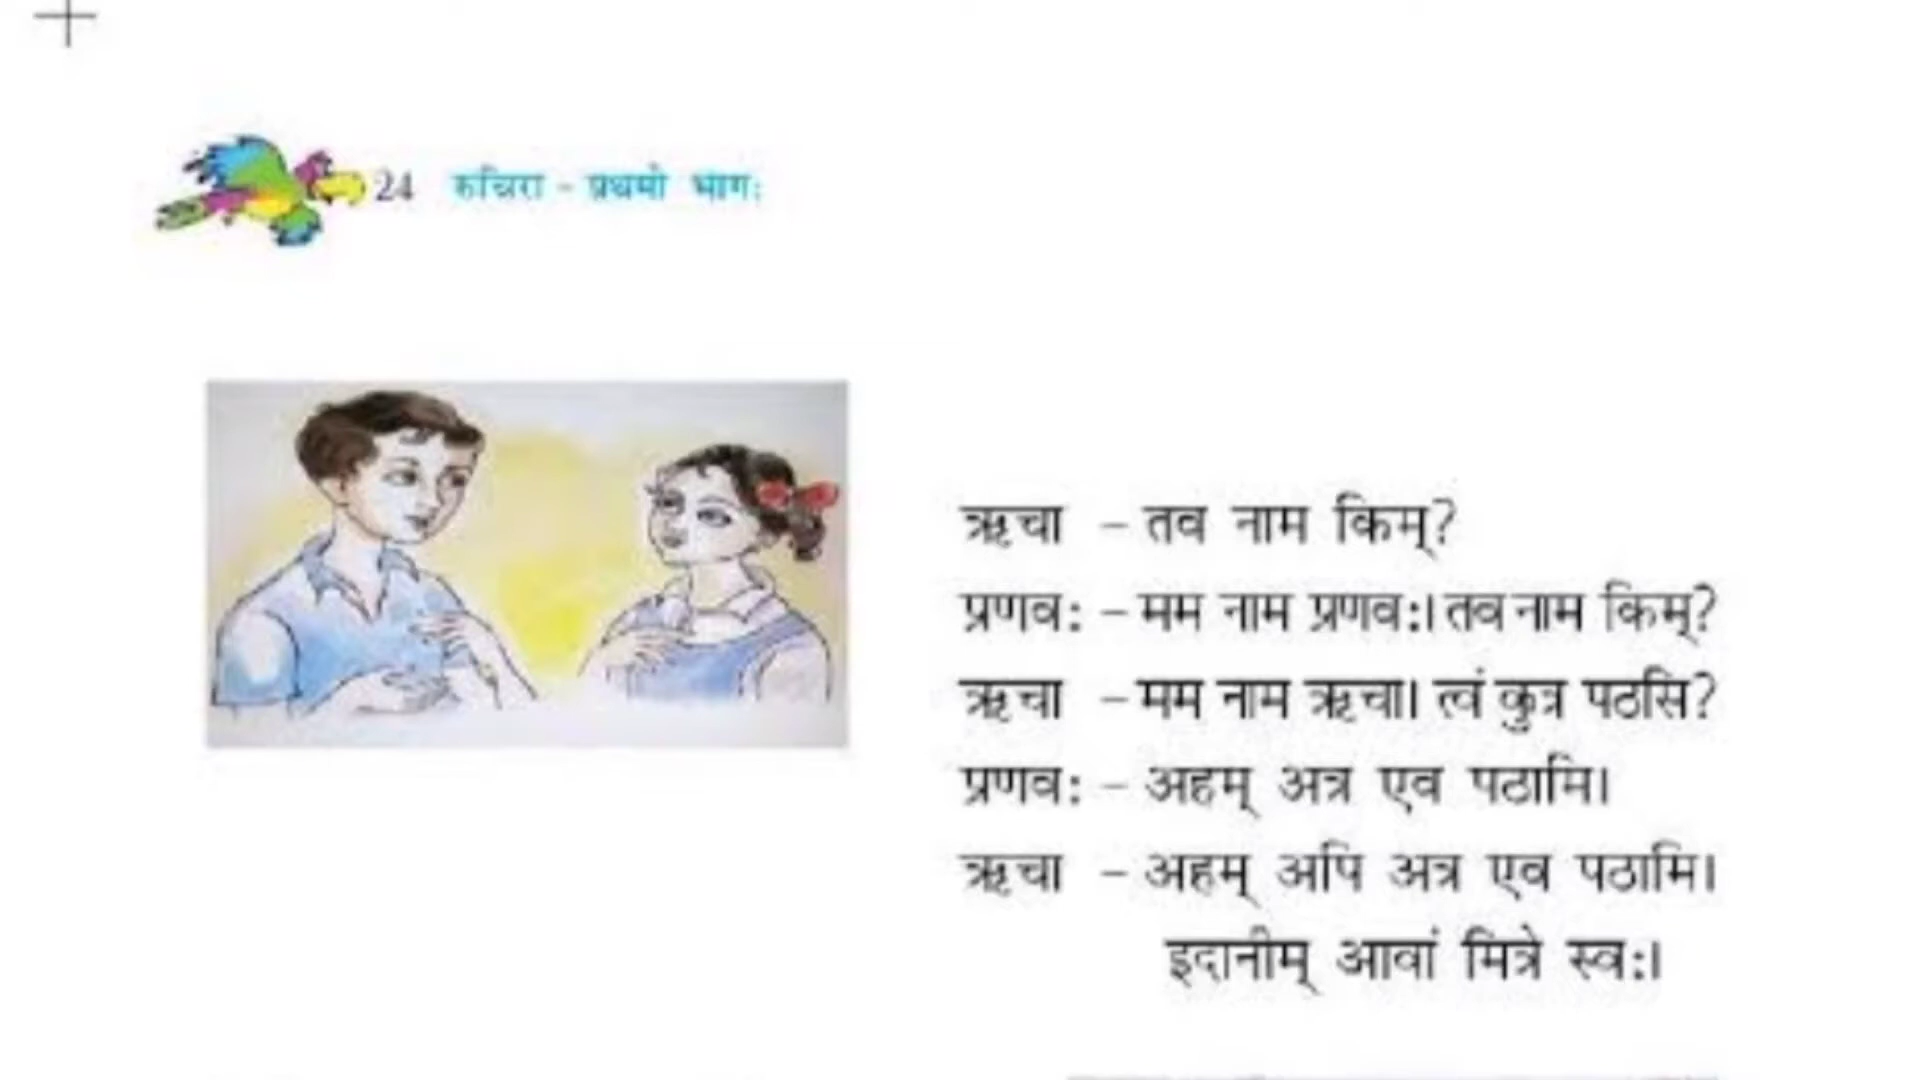 24 रुचिरा - प्रथमो भागः
ऋचा – तव नाम किम्?
प्रणवः – मम नाम प्रणवः। तव नाम किम्?
ऋचा – मम नाम ऋचा। त्वं कुत्र पठसि?
प्रणवः – अहम् अत्र एव पठामि।
ऋचा – अहम् अपि अत्र एव पठामि।
इदानीम् आवां मित्रे स्वः।